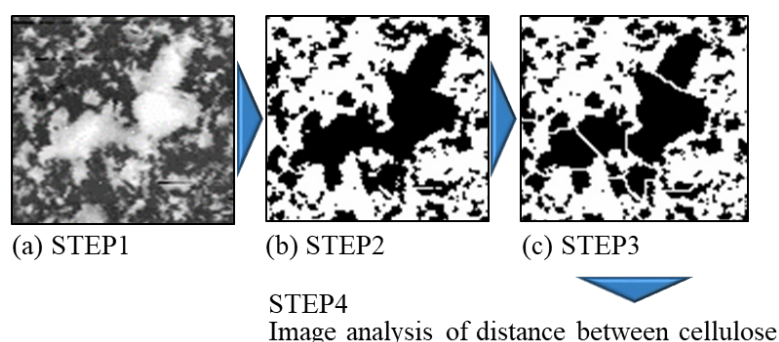 (a) STEP1
(b) STEP2
(c) STEP3
STEP4
Image analysis of distance between cellulose